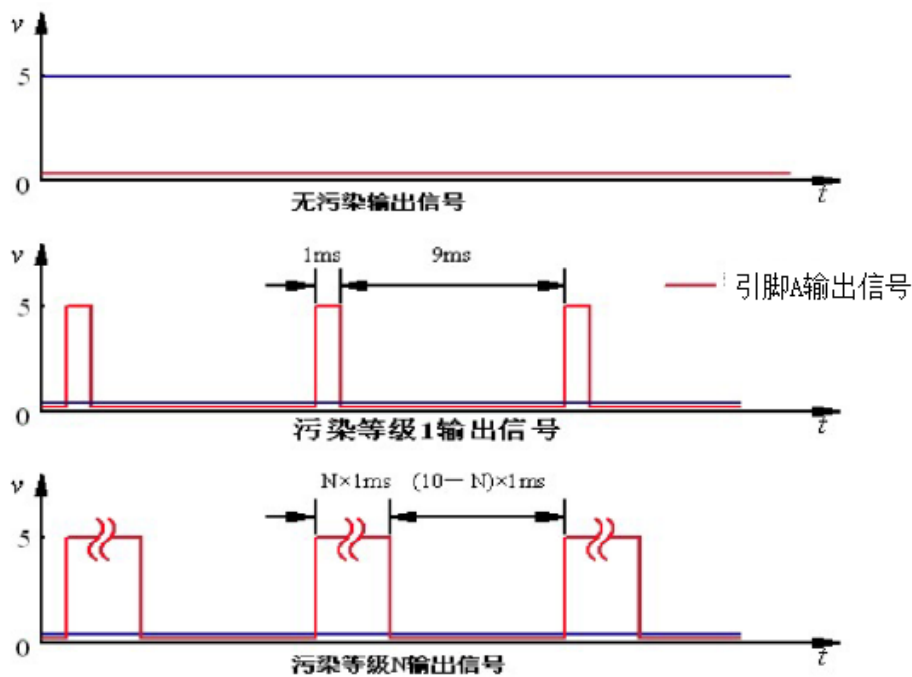 v
5
0
t
无污染输出信号
v
1ms
9ms
引脚A输出信号
5
0
t
污染等级1输出信号
v
N×1ms
(10—N)×1ms
5
0
t
污染等级N输出信号